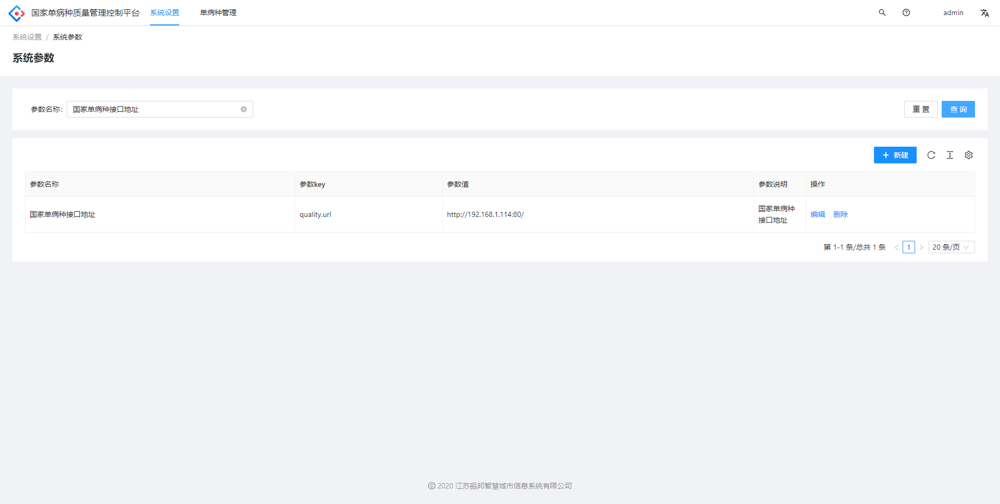 国家单病种质量管理控制平台 系统设置 单病种管理 admin
系统设置 / 系统参数
系统参数
参数名称: 国家单病种接口地址 重 置 查 询
+ 新建
参数名称 参数key 参数值 参数说明 操作
国家单病种接口地址 quality.url http://192.168.1.114:80/ 国家单病种 编辑 删除
接口地址
第 1-1 条/总共 1 条 < 1 > 20 条/页
© 2020 江苏振邦智慧城市信息系统有限公司